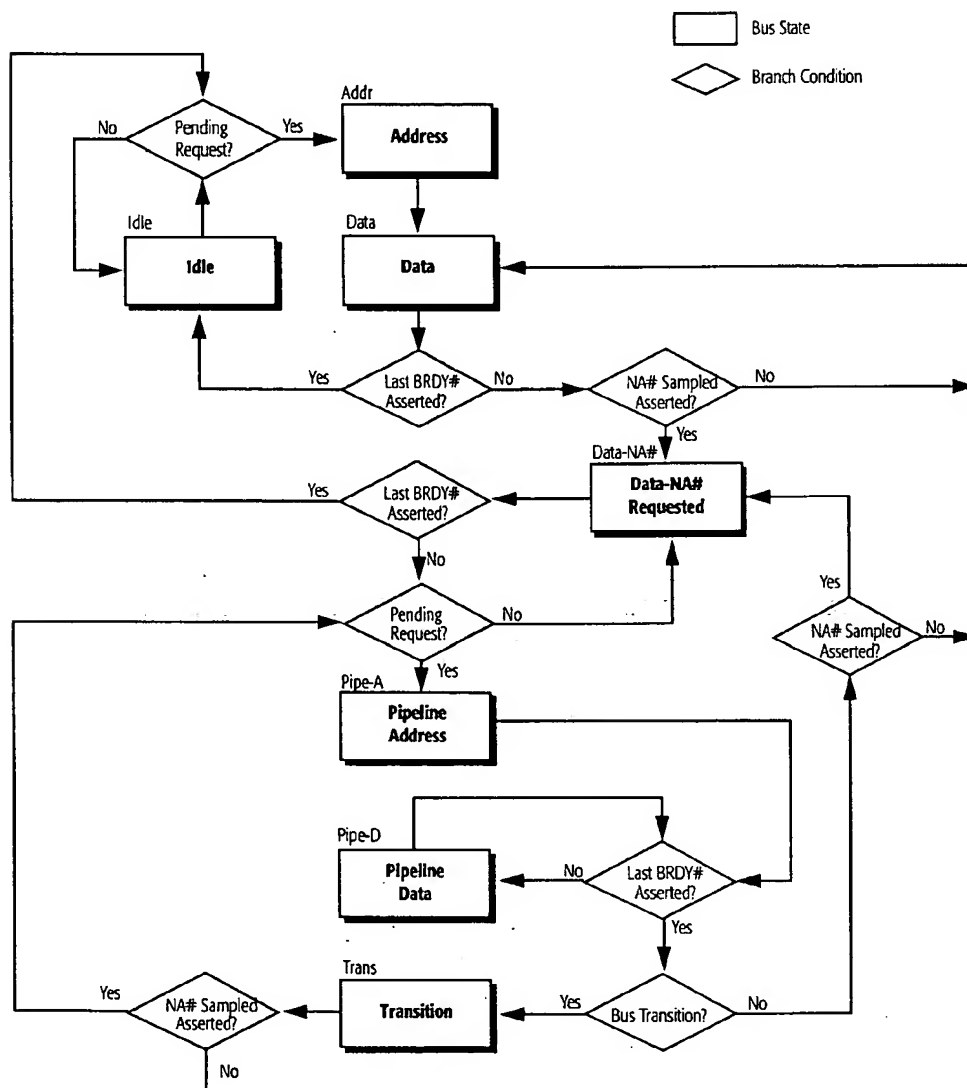 Bus State
Branch Condition
Addr
No
Pending
Request?
Yes
Address
Idle
Idle
Data
Data
Yes
Last BRDY#
Asserted?
No
NA# Sampled
Asserted?
No
Yes
Data-NA#
Data-NA#
Requested
Yes
Last BRDY#
Asserted?
No
Yes
Pending
Request?
No
NA# Sampled
Asserted?
No
Yes
Pipe-A
Pipeline
Address
Pipe-D
Pipeline
Data
No
Last BRDY#
Asserted?
Yes
Trans
Yes
NA# Sampled
Asserted?
Transition
Yes
Bus Transition?
No
No